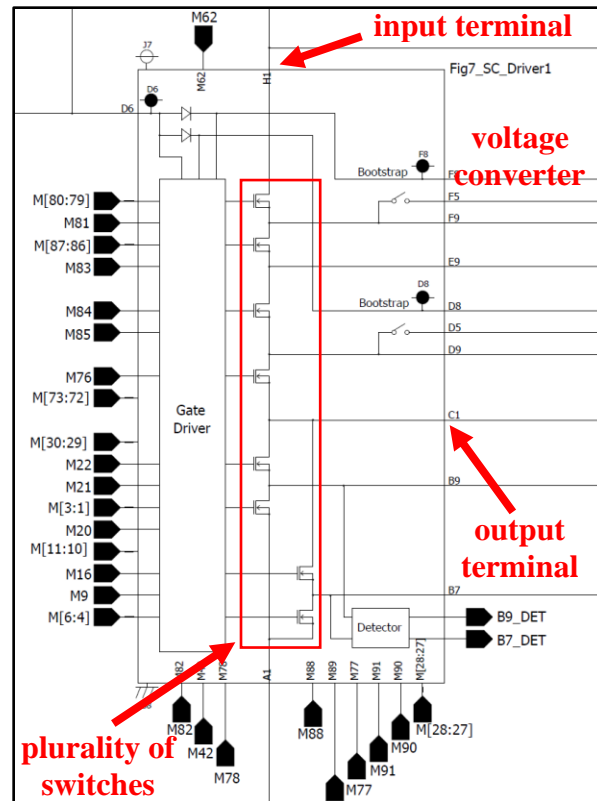 M62
input terminal
J7
M62
H1
Fig7_SC_Driver1
D6
D6
voltage
converter
F8
Bootstrap
F8
M[80:79]
F5
M81
F9
M[87:86]
M83
E9
D8
M84
Bootstrap
D8
M85
D5
D9
M76
M[73:72]
Gate
Driver
C1
M[30:29]
M22
M21
B9
M[3:1]
M20
output
terminal
M[11:10]
M16
M9
B7
M[6:4]
Detector
B9_DET
B7_DET
M82
M78
A1
M88
M89
M77
M91
M90
M[28:27]
M82
M42
M78
M88
M77
M91
M90
M[28:27]
plurality of
switches